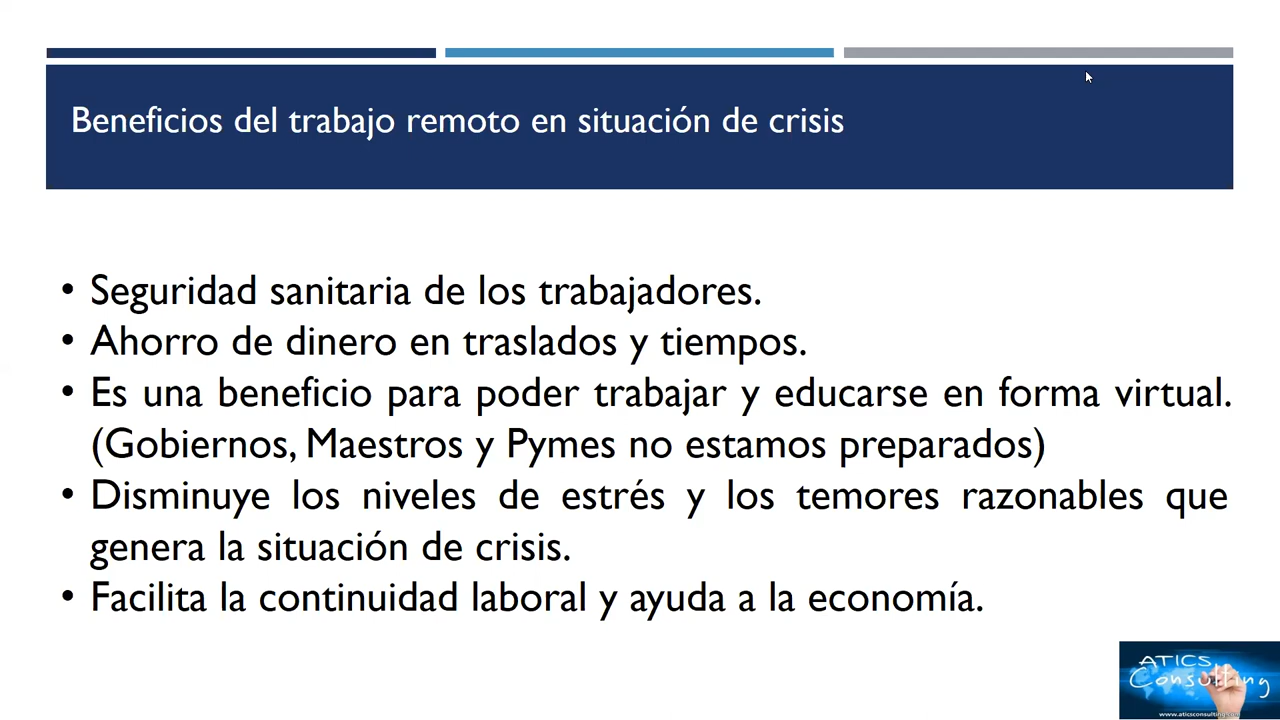 Beneficios del trabajo remoto en situación de crisis
• Seguridad sanitaria de los trabajadores.
• Ahorro de dinero en traslados y tiempos.
• Es una beneficio para poder trabajar y educarse en forma virtual.
(Gobiernos, Maestros y Pymes no estamos preparados)
• Disminuye los niveles de estrés y los temores razonables que
genera la situación de crisis.
• Facilita la continuidad laboral y ayuda a la economía.
ATICS
Consulting